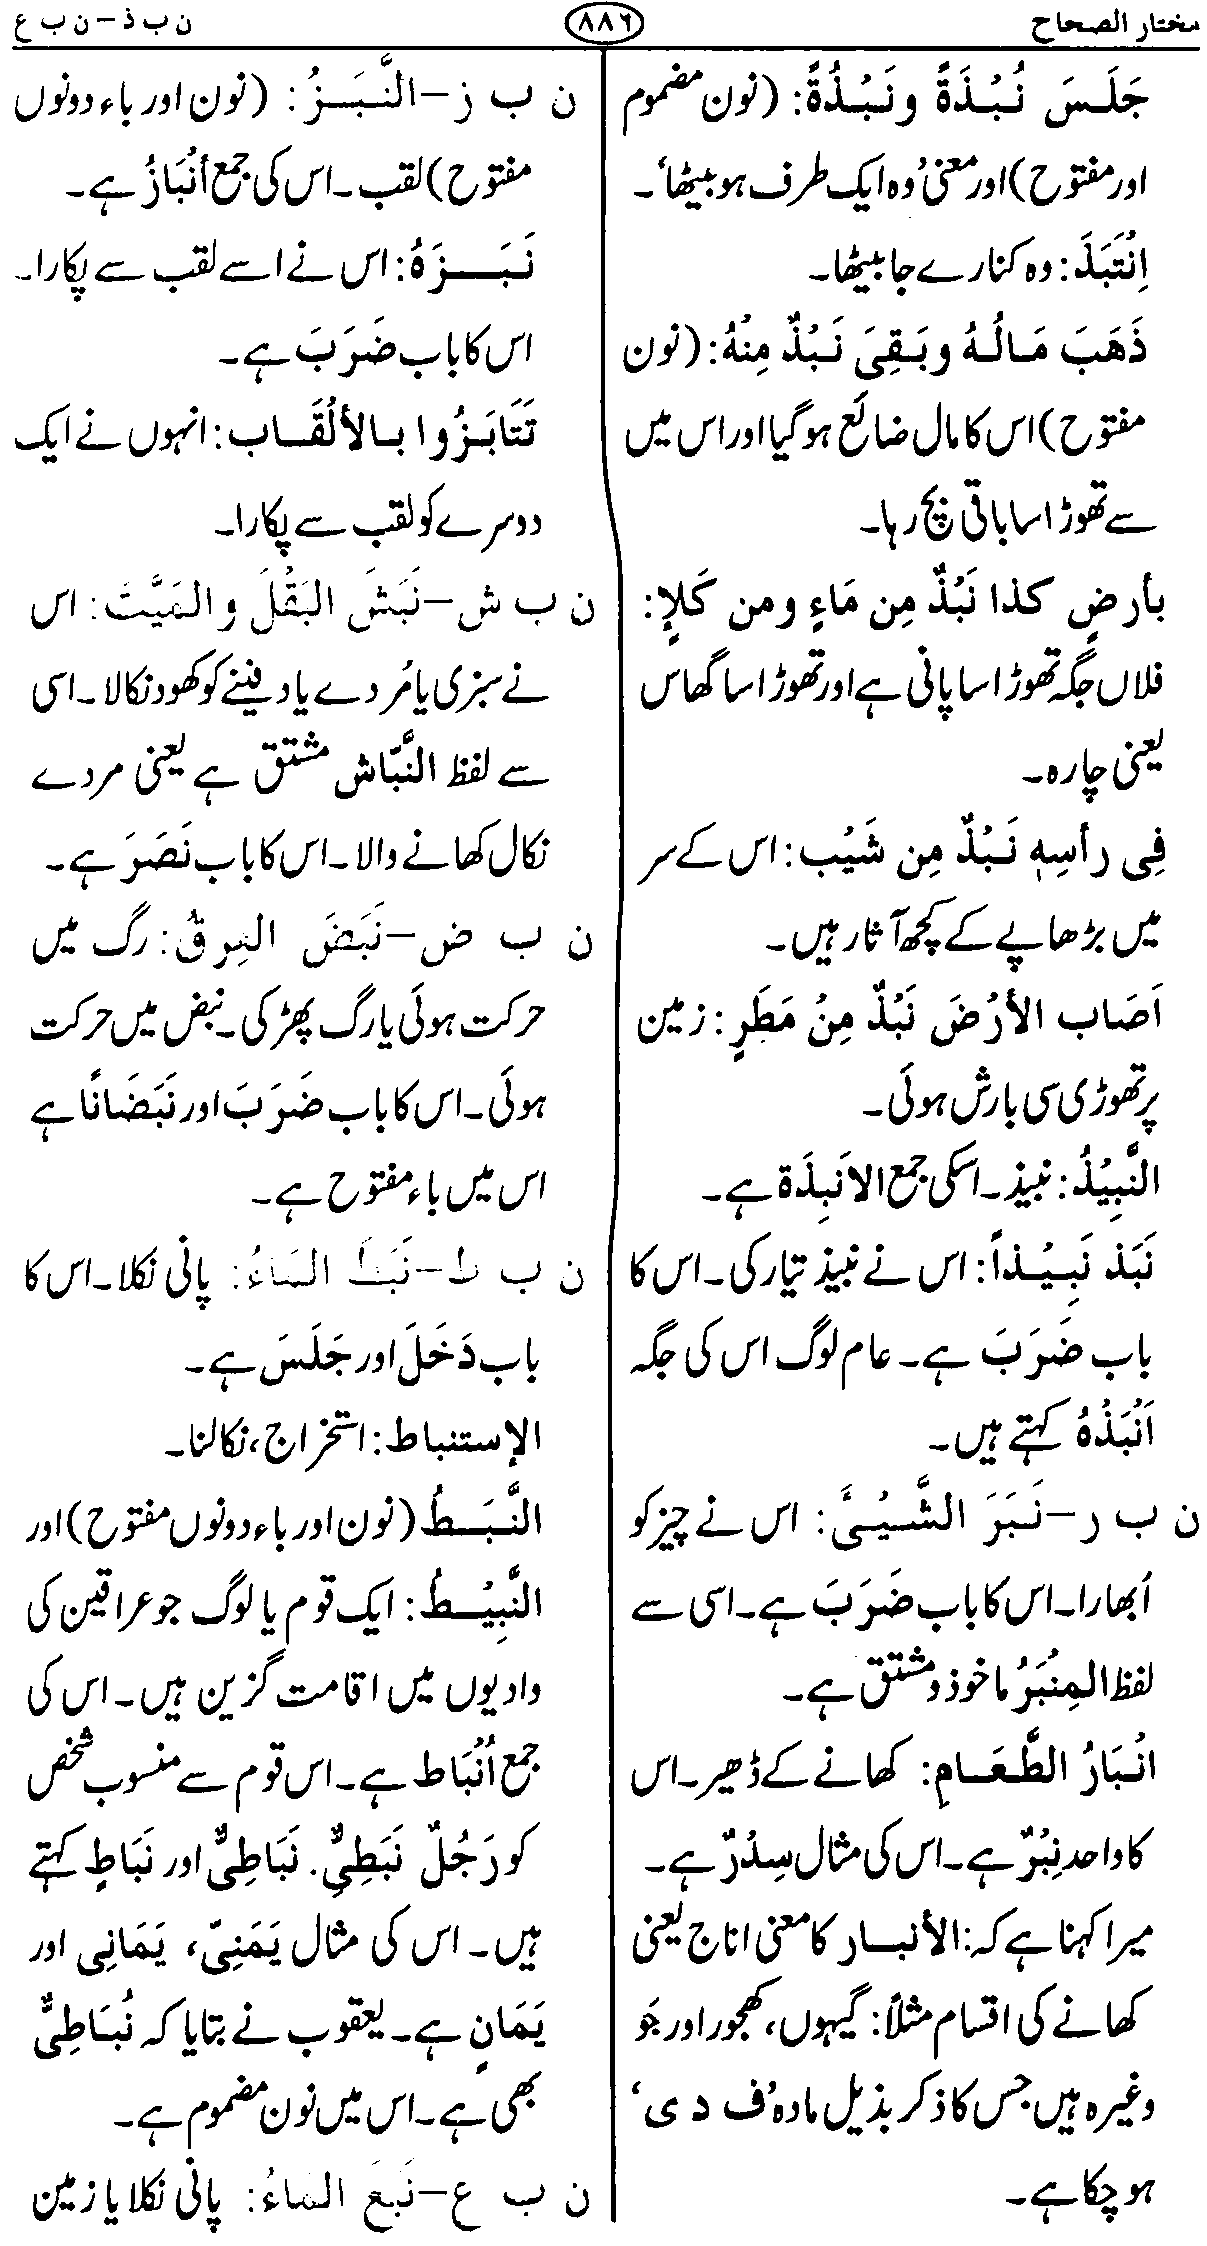 مختار الصحاح
٨٨٦
ن ب ذ – ن ب ع
جَلَسَ نُبْذَةً ونَبْذَةً: (نون مضموم
اور مفتوح) اور معنی ’وہ ایک طرف ہو بیٹھا‘۔
اِنْتَبَذَ: وہ کنارے جا بیٹھا۔
ذَهَبَ مَالُهُ وبَقِيَ نَبْذٌ مِنْهُ: (نون
مفتوح) اس کا مال ضائع ہو گیا اور اس میں
سے تھوڑا سا باقی بچ رہا۔
بأرضِ كذا نَبْذٌ مِن مَاءٍ ومن كَلإٍ:
فلاں جگہ تھوڑا سا پانی ہے اور تھوڑا سا گھاس
یعنی چارہ۔
فِي رأسِهٖ نَبْذٌ مِن شَيْب: اس کے سر
میں بڑھاپے کے کچھ آثار ہیں۔
اَصَاب الأرْضَ نَبْذٌ مِنْ مَطَرٍ: زمین
پر تھوڑی سی بارش ہوئی۔
النَّبِيْذُ: نبیذ۔ اسکی جمع الاَنبِذَة ہے۔
نَبَذ نَبِيْذاً: اس نے نبیذ تیار کی۔ اس کا
باب ضَرَبَ ہے۔ عام لوگ اس کی جگہ
اَنْبَذْهُ کہتے ہیں۔
ن ب ر – نَبَرَ الشَّيْئَ: اس نے چیز کو
اُبھارا۔ اس کا باب ضَرَبَ ہے۔ اسی سے
لفظ المِنْبَرُ ماخوذ و مشتق ہے۔
انْبَارُ الطَّعَامِ: کھانے کے ڈھیر۔ اس
کا واحد نِبْرٌ ہے۔ اس کی مثال سِدْرٌ ہے۔
میرا کہنا ہے کہ: الأنبار کا معنی اناج یعنی
کھانے کی اقسام مثلاً: گیہوں، کھجور اور جَو
وغیرہ ہیں جس کا ذکر بذیل مادہ ’ف د ی‘
ہو چکا ہے۔
ن ب ز – النَّبَزُ: (نون اور باء دونوں
مفتوح) لقب۔ اس کی جمع أنْبَازُ ہے۔
نَبَزَهُ: اس نے اسے لقب سے پکارا۔
اس کا باب ضَرَبَ ہے۔
تَتَابَزُوا بالألْقَاب: انہوں نے ایک
دوسرے کو لقب سے پکارا۔
ن ب ش – نَبَشَ البَقْلَ والمَيَّتَ: اس
نے سبزی یا مُردے یا دفینے کو کھود نکالا۔ اسی
سے لفظ النَّبَّاش مشتق ہے یعنی مردے
نکال کھانے والا۔ اس کا باب نَصَرَ ہے۔
ن ب ض – نَبَضَ العِرقُ: رگ میں
حرکت ہوئی یا رگ پھڑکی۔ نبض میں حرکت
ہوئی۔ اس کا باب ضَرَبَ اور نَبَضَانًا ہے
اس میں باء مفتوح ہے۔
ن ب ط – نَبَطَ المَاءُ: پانی نکلا۔ اس کا
باب دَخَلَ اور جَلَسَ ہے۔
الإستنباط: استخراج، نکالنا۔
النَّبَطُ (نون اور باء دونوں مفتوح) اور
النَّبِيْطُ: ایک قوم یا لوگ جو عراقین کی
وادیوں میں اقامت گزین ہیں۔ اس کی
جمع اُنْبَاط ہے۔ اس قوم سے منسوب شخص
کو رَجُلٌ نَبَطِيٌّ. نَبَاطِيٌّ اور نَبَاطٍ کہتے
ہیں۔ اس کی مثال يَمَنِيّ، يَمَانِي اور
يَمَانٍ ہے۔ یعقوب نے بتایا کہ نُبَاطِيٌّ
بھی ہے۔ اس میں نون مضموم ہے۔
ن ب ع – نَبَعَ الماءُ: پانی نکلا یا زمین